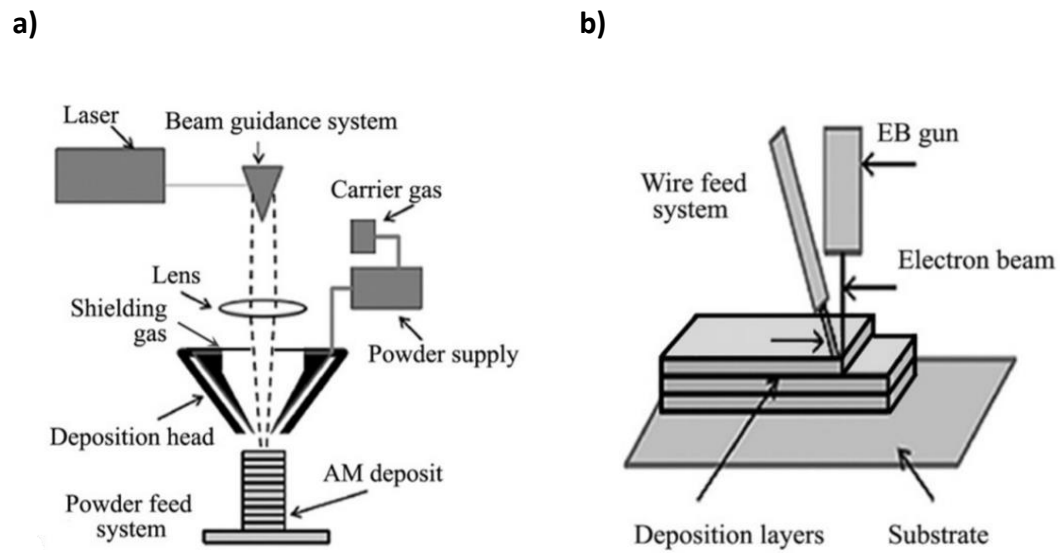 a)
Laser
Beam guidance system
Carrier gas
Lens
Shielding
gas
Powder supply
Deposition head
AM deposit
Powder feed
system
b)
EB gun
Wire feed
system
Electron beam
Deposition layers
Substrate